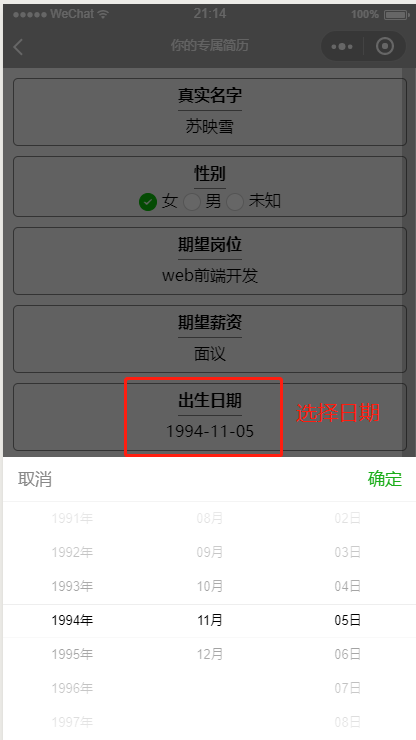 WeChat 21:14 100%
你的专属简历
真实名字
苏映雪
性别
女 男 未知
期望岗位
web前端开发
期望薪资
面议
出生日期
选择日期
1994-11-05
取消 确定
1991年 08月 02日
1992年 09月 03日
1993年 10月 04日
1994年 11月 05日
1995年 12月 06日
1996年 07日
1997年 08日